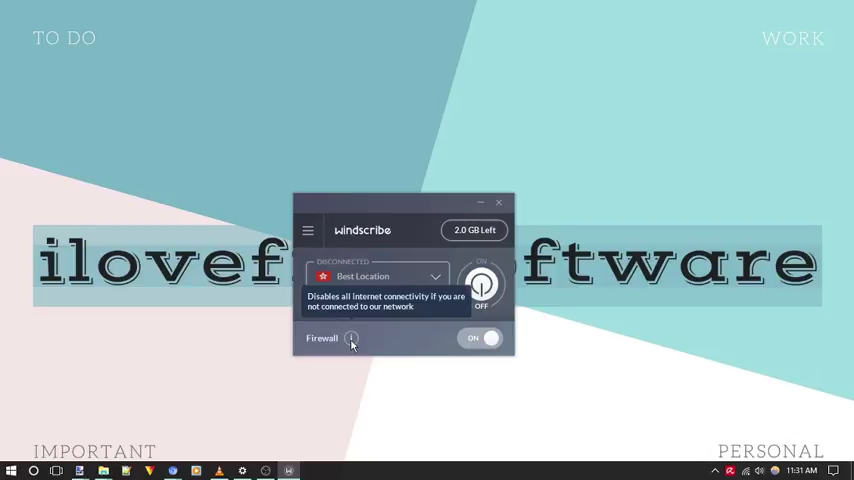 TO DO
WORK
ilovef
ftware
windscribe
2.0 GB Left
DISCONNECTED
Best Location
ON
OFF
Disables all internet connectivity if you are
not connected to our network
Firewall
i
ON
IMPORTANT
PERSONAL
11:31 AM